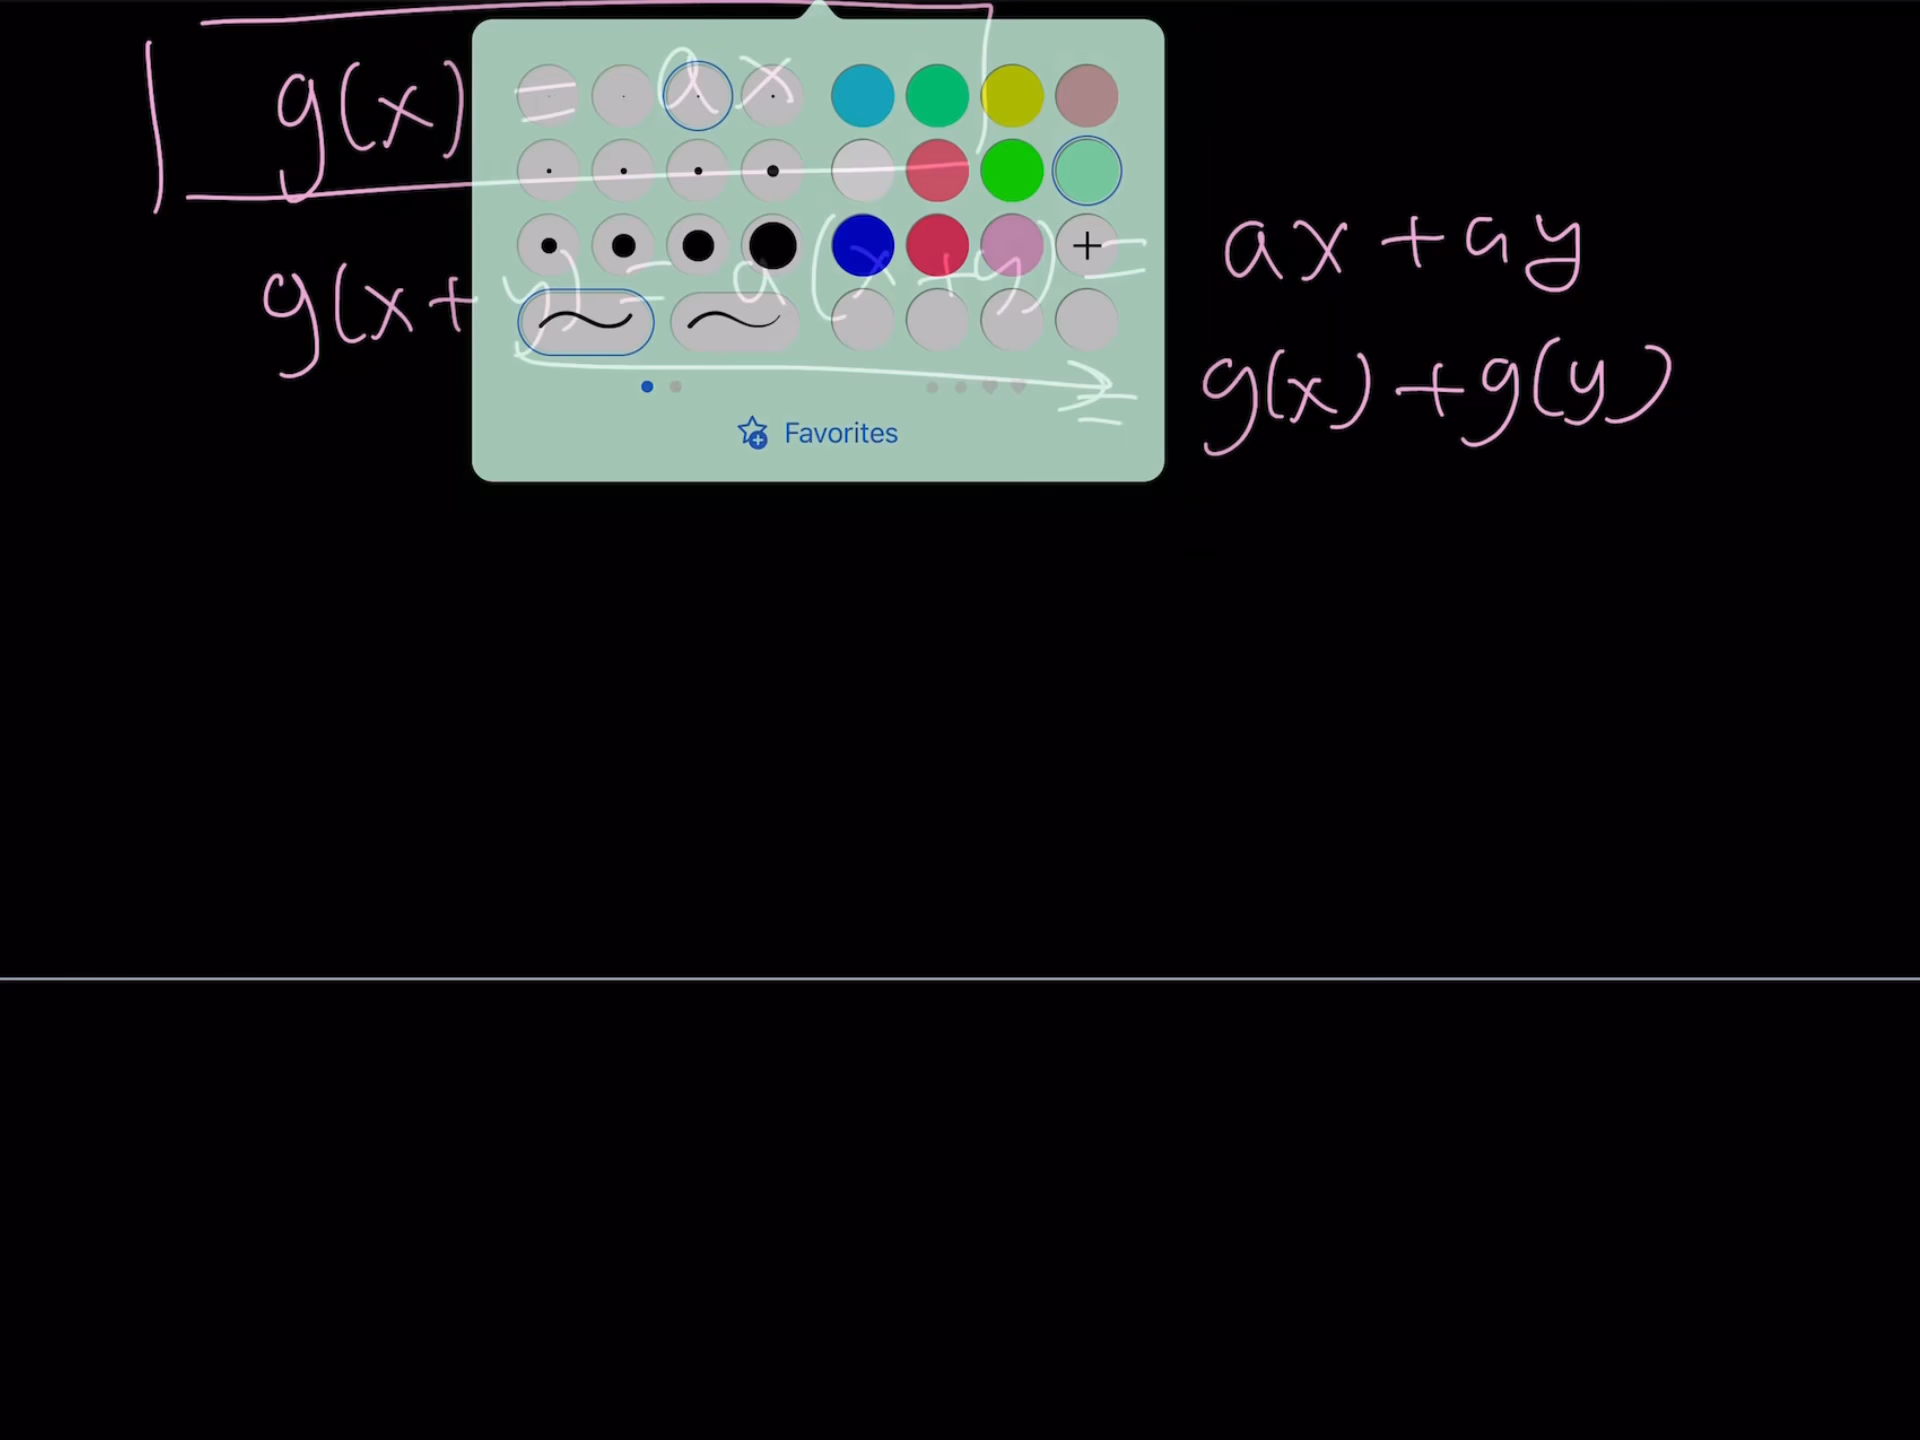 g(x) = ax
g(x+y) = a(x+y) = ax + ay
= g(x) + g(y)
Favorites